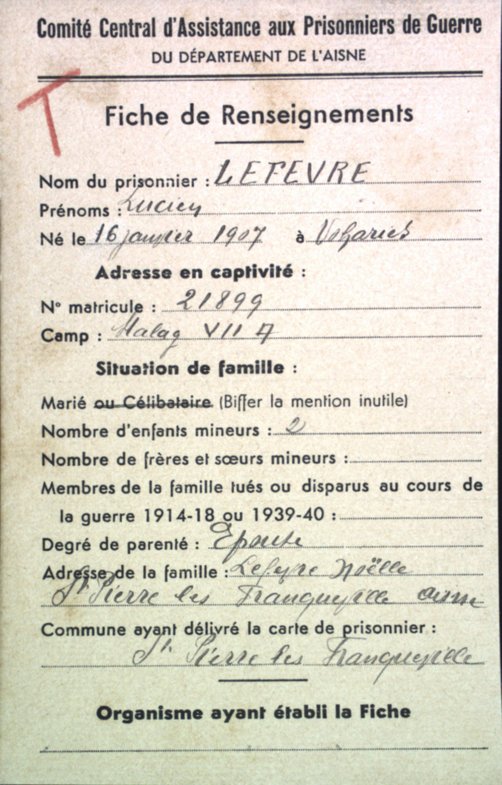 Comité Central d'Assistance aux Prisonniers de Guerre
DU DÉPARTEMENT DE L'AISNE
T
Fiche de Renseignements
Nom du prisonnier : LEFEVRE
Prénoms : Lucien
Né le 16 janvier 1907 à
Adresse en captivité :
N° matricule : 21899
Camp : Stalag VII A
Situation de famille :
Marié ou Célibataire (Biffer la mention inutile)
Nombre d'enfants mineurs : 2
Nombre de frères et sœurs mineurs :
Membres de la famille tués ou disparus au cours de
la guerre 1914-18 ou 1939-40 :
Degré de parenté : Epouse
Adresse de la famille : Lefevre Noëlle
St Pierre les Franqueville aisne
Commune ayant délivré la carte de prisonnier :
St. Pierre les Franqueville
Organisme ayant établi la Fiche